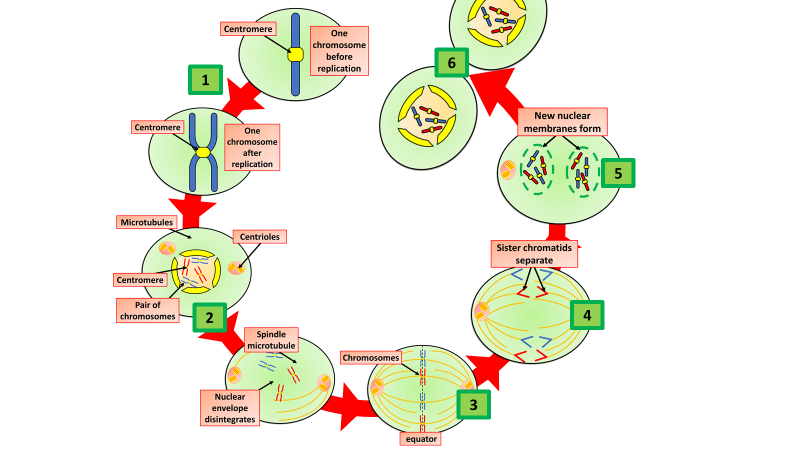 Centromere
One
chromosome
before
replication
1
Centromere
One
chromosome
after
replication
Microtubules
Centrioles
Centromere
Pair of
chromosomes
2
Spindle
microtubule
Nuclear
envelope
disintegrates
Chromosomes
equator
3
Sister chromatids
separate
4
New nuclear
membranes form
5
6